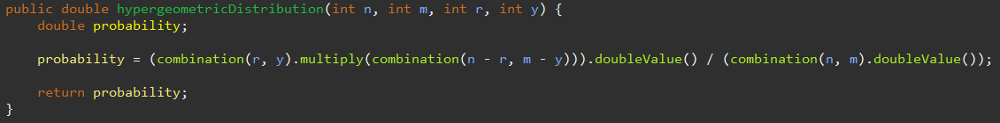 public double hypergeometricDistribution(int n, int m, int r, int y) {
double probability;
probability = (combination(r, y).multiply(combination(n - r, m - y))).doubleValue() / (combination(n, m).doubleValue());
return probability;
}